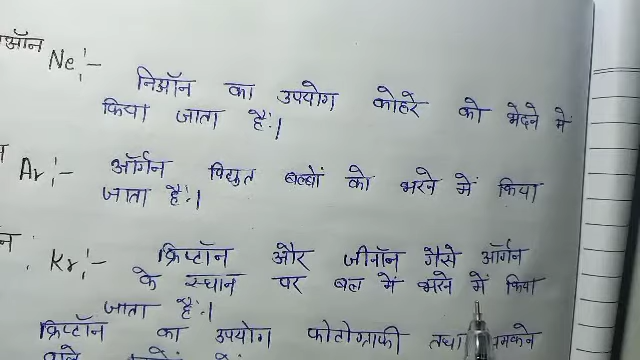 ऑन Ne:-
निऑन का उपयोग कोहरे को भेदने में
किया जाता है:।
Ar:- ऑर्गन विद्युत बल्बों को भरने में किया
जाता है:।
न Kr:- क्रिप्टॉन और जीनॉन गैसे ऑर्गन
के स्थान पर बल्ब में भरने में किया
जाता है:।
क्रिप्टॉन का उपयोग फोटोग्राफी तथा
वाले